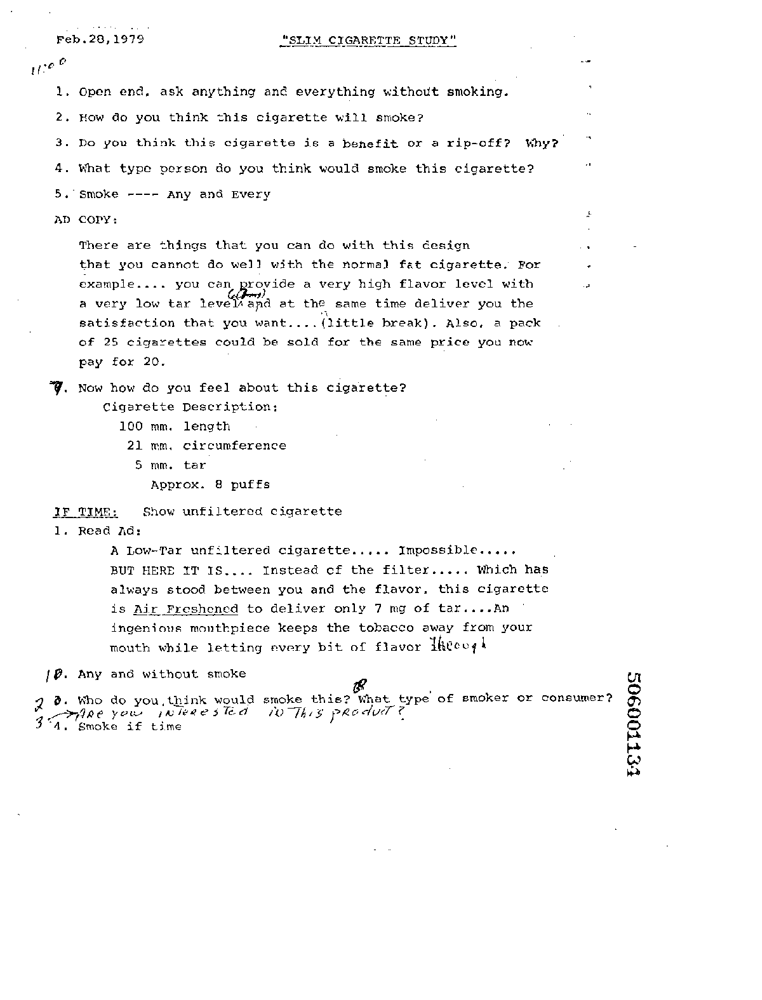 Feb.28,1979 "SLIM CIGARETTE STUDY"
11:00
1. Open end, ask anything and everything without smoking.
2. How do you think this cigarette will smoke?
3. Do you think this cigarette is a benefit or a rip-off? Why?
4. What type person do you think would smoke this cigarette?
5. Smoke ---- Any and Every
AD COPY:
There are things that you can do with this design
that you cannot do well with the normal fat cigarette. For
example.... you can provide a very high flavor level with
a very low tar level and at the same time deliver you the
satisfaction that you want....(little break). Also, a pack
of 25 cigarettes could be sold for the same price you now
pay for 20.
7. Now how do you feel about this cigarette?
Cigarette Description:
100 mm. length
21 mm. circumference
5 mm. tar
Approx. 8 puffs
IF TIME: Show unfiltered cigarette
1. Read Ad:
A Low-Tar unfiltered cigarette..... Impossible.....
BUT HERE IT IS.... Instead of the filter..... Which has
always stood between you and the flavor, this cigarette
is Air Freshened to deliver only 7 mg of tar....An
ingenious mouthpiece keeps the tobacco away from your
mouth while letting every bit of flavor through
1. Any and without smoke
2. Who do you think would smoke this? What type of smoker or consumer?
Are you interested in This product?
3. Smoke if time
506001134